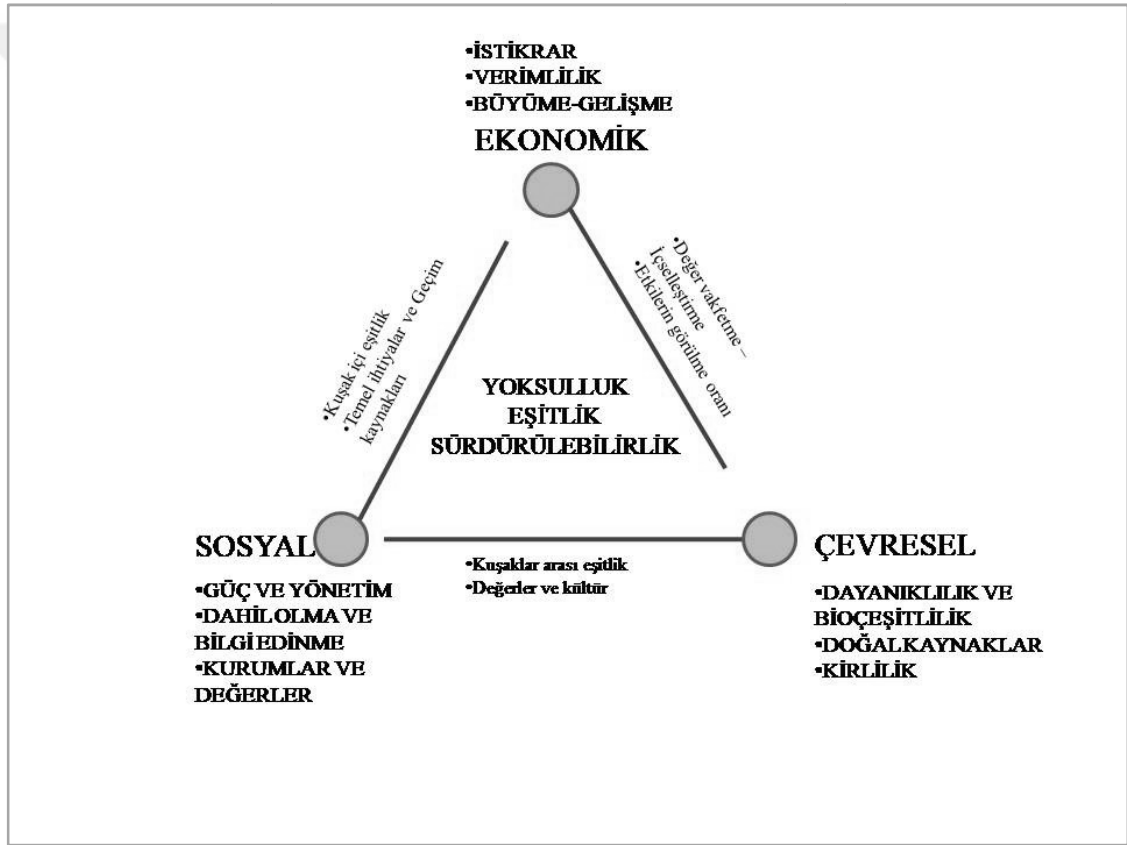 •İSTİKRAR
•VERİMLİLİK
•BÜYÜME-GELİŞME
EKONOMİK
•Kuşak içi eşitlik
•Temel ihtiyalar ve Geçim
kaynakları
•Değer vakfetme –
İçselleştirme
•Etkilerin görülme oranı
YOKSULLUK
EŞİTLİK
SÜRDÜRÜLEBİLİRLİK
SOSYAL
•GÜÇ VE YÖNETİM
•DAHİL OLMA VE
BİLGİ EDİNME
•KURUMLAR VE
DEĞERLER
•Kuşaklar arası eşitlik
•Değerler ve kültür
ÇEVRESEL
•DAYANIKLILIK VE
BİOÇEŞİTLİLİK
•DOĞAL KAYNAKLAR
•KİRLİLİK